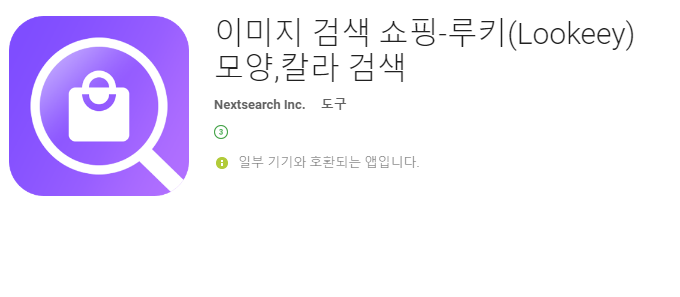 이미지 검색 쇼핑-루키(Lookeey)
모양,칼라 검색
Nextsearch Inc. 도구
3
일부 기기와 호환되는 앱입니다.